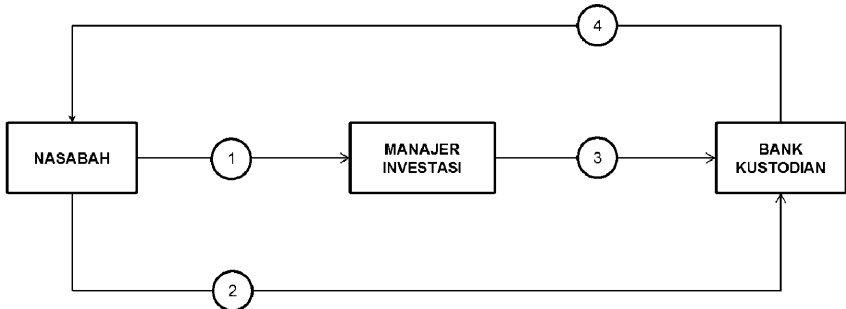 4
NASABAH
1
MANAJER
INVESTASI
3
BANK
KUSTODIAN
2